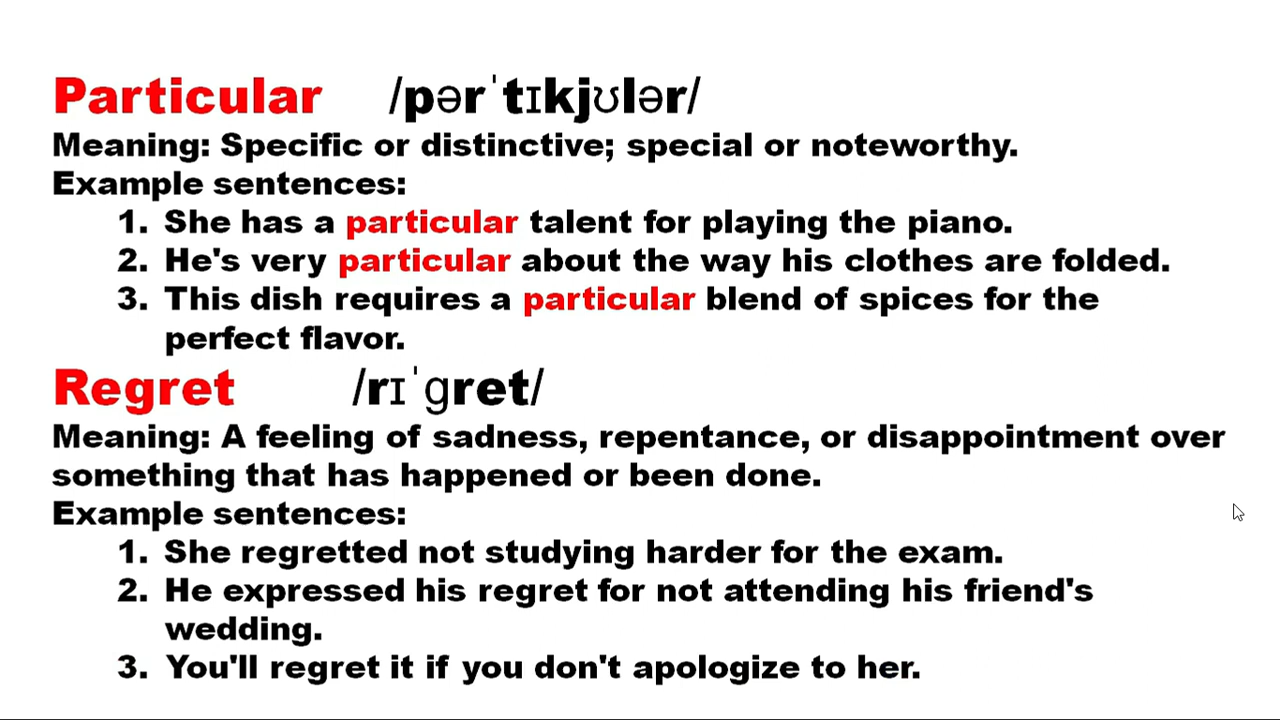 Particular /pərˈtɪkjʊlər/
Meaning: Specific or distinctive; special or noteworthy.
Example sentences:
1. She has a particular talent for playing the piano.
2. He's very particular about the way his clothes are folded.
3. This dish requires a particular blend of spices for the
perfect flavor.
Regret /rɪˈɡret/
Meaning: A feeling of sadness, repentance, or disappointment over
something that has happened or been done.
Example sentences:
1. She regretted not studying harder for the exam.
2. He expressed his regret for not attending his friend's
wedding.
3. You'll regret it if you don't apologize to her.